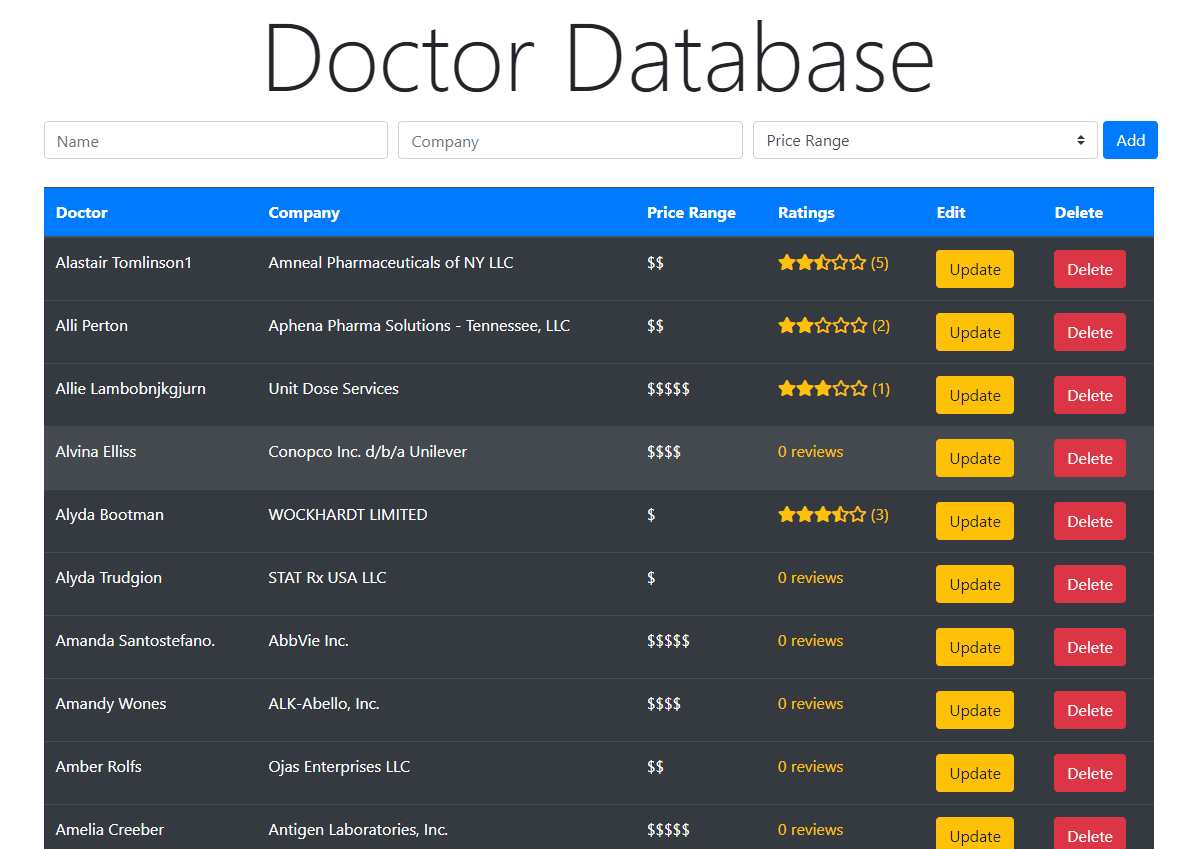 Doctor Database
Name Company Price Range Add
Doctor Company Price Range Ratings Edit Delete
Alastair Tomlinson1 Amneal Pharmaceuticals of NY LLC $$ (5) Update Delete
Alli Perton Aphena Pharma Solutions - Tennessee, LLC $$ (2) Update Delete
Allie Lambobnjkgjurn Unit Dose Services $$$$$ (1) Update Delete
Alvina Elliss Conopco Inc. d/b/a Unilever $$$$ 0 reviews Update Delete
Alyda Bootman WOCKHARDT LIMITED $ (3) Update Delete
Alyda Trudgion STAT Rx USA LLC $ 0 reviews Update Delete
Amanda Santostefano. AbbVie Inc. $$$$$ 0 reviews Update Delete
Amandy Wones ALK-Abello, Inc. $$$$ 0 reviews Update Delete
Amber Rolfs Ojas Enterprises LLC $$ 0 reviews Update Delete
Amelia Creeber Antigen Laboratories, Inc. $$$$$ 0 reviews Update Delete